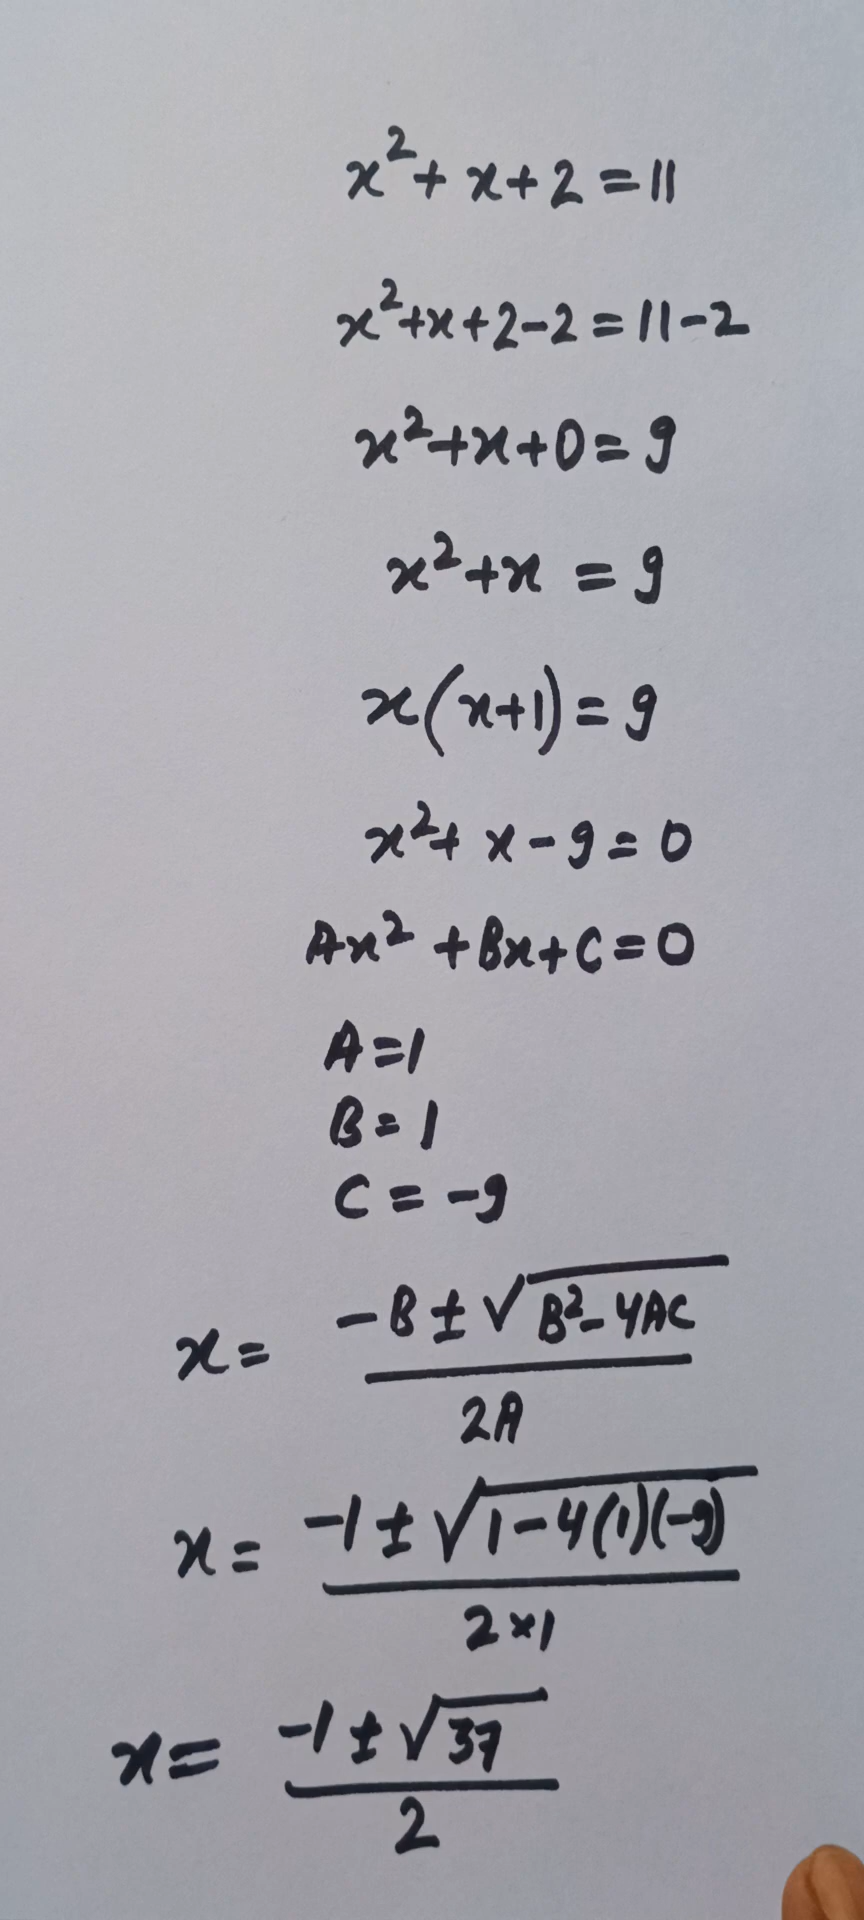 x² + x + 2 = 11
x² + x + 2 - 2 = 11 - 2
x² + x + 0 = 9
x² + x = 9
x(x+1) = 9
x² + x - 9 = 0
Ax² + Bx + C = 0
A = 1
B = 1
C = -9
x = (-B ± √(B² - 4AC)) / 2A
x = (-1 ± √(1 - 4(1)(-9))) / 2×1
x = (-1 ± √37) / 2